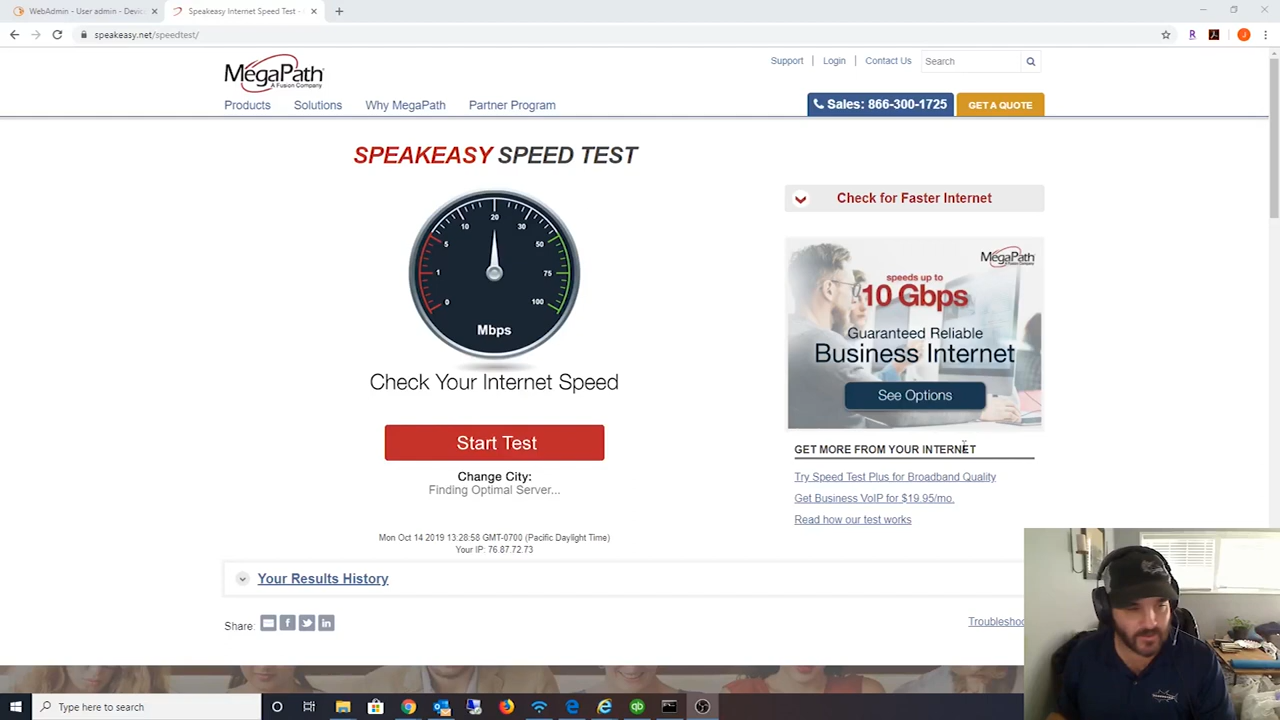 WebAdmin - User admin - Device
Speakeasy Internet Speed Test -
speakeasy.net/speedtest/
MEGAPATH
A Fusion Company
Support | Login | Contact Us
Search
Products Solutions Why MegaPath Partner Program
Sales: 866-300-1725
GET A QUOTE
SPEAKEASY SPEED TEST
0 1 5 10 20 30 50 75 100
Mbps
Check Your Internet Speed
Start Test
Change City:
Finding Optimal Server...
Mon Oct 14 2019 13:28:58 GMT-0700 (Pacific Daylight Time)
Your IP: 76.87.72.73
Check for Faster Internet
MEGAPATH
A Fusion Company
speeds up to
10 Gbps
Guaranteed Reliable
Business Internet
See Options
GET MORE FROM YOUR INTERNET
Try Speed Test Plus for Broadband Quality
Get Business VoIP for $19.95/mo.
Read how our test works
Your Results History
Share:
Troubleshoo
Type here to search